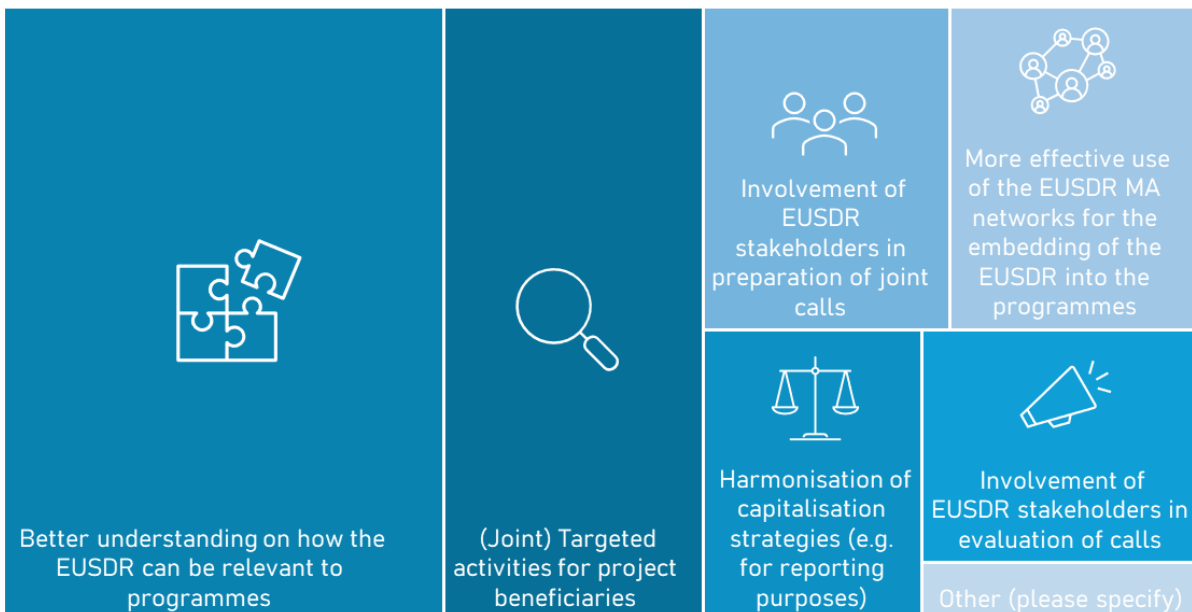 Better understanding on how the
EUSDR can be relevant to
programmes
(Joint) Targeted
activities for project
beneficiaries
Involvement of
EUSDR
stakeholders in
preparation of joint
calls
More effective use
of the EUSDR MA
networks for the
embedding of the
EUSDR into the
programmes
Harmonisation of
capitalisation
strategies (e.g.
for reporting
purposes)
Involvement of
EUSDR stakeholders in
evaluation of calls
Other (please specify)